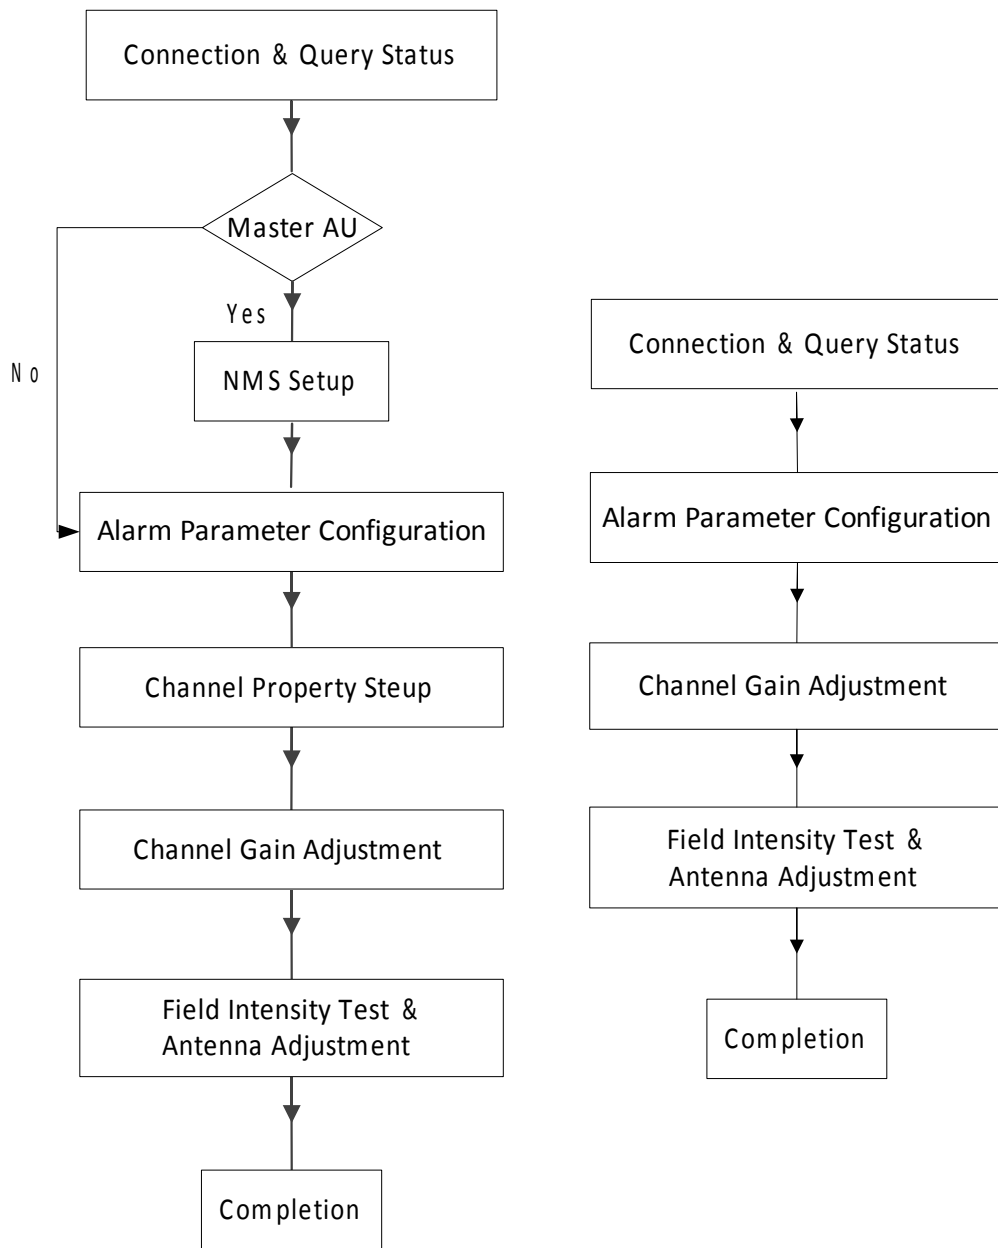 Connection & Query Status
Master AU
Yes
No
NMS Setup
Alarm Parameter Configuration
Channel Property Steup
Channel Gain Adjustment
Field Intensity Test &
Antenna Adjustment
Completion
Connection & Query Status
Alarm Parameter Configuration
Channel Gain Adjustment
Field Intensity Test &
Antenna Adjustment
Completion